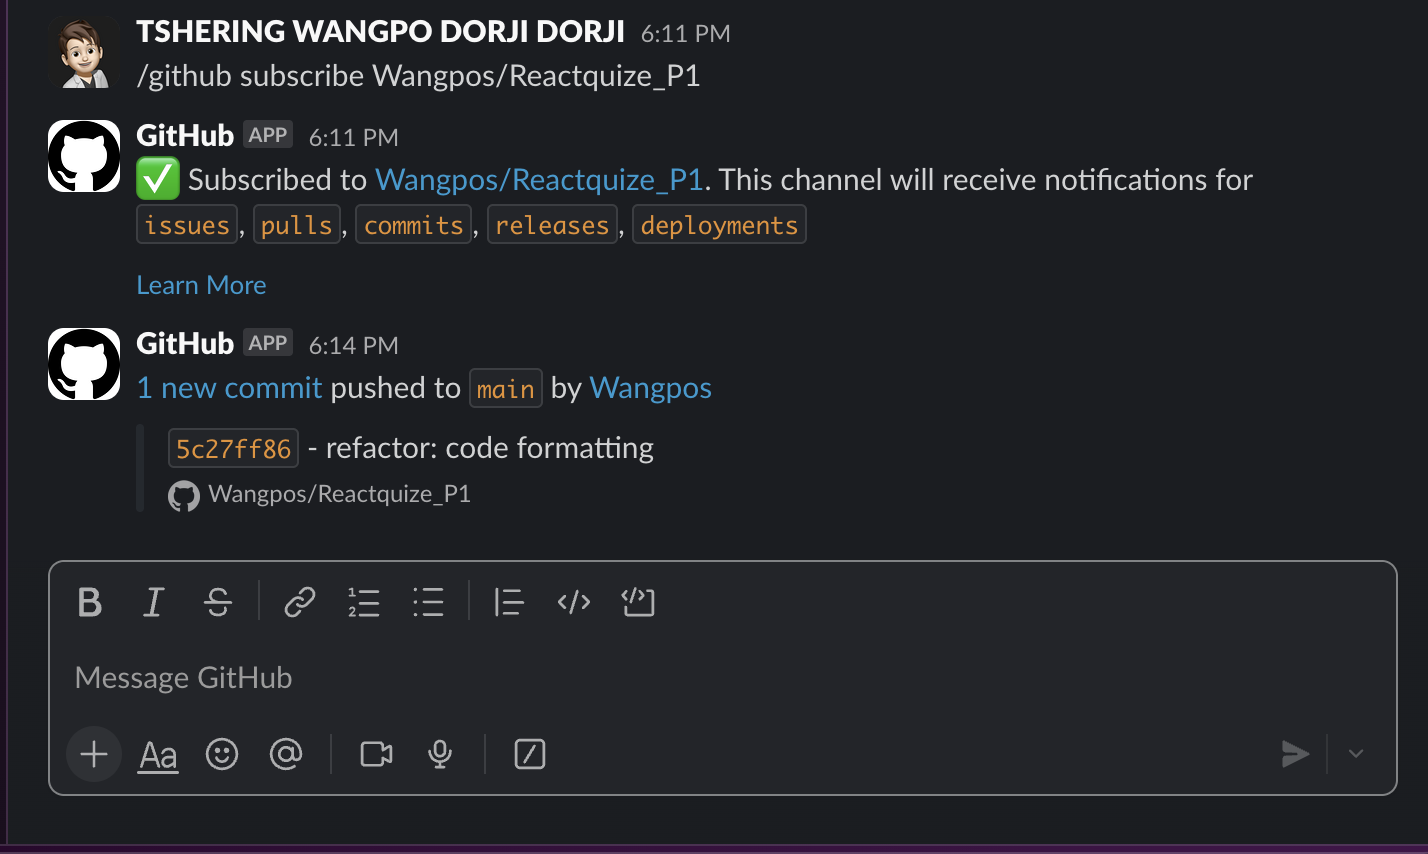 TSHERING WANGPO DORJI DORJI 6:11 PM
/github subscribe Wangpos/Reactquize_P1
GitHub APP 6:11 PM
✅ Subscribed to Wangpos/Reactquize_P1. This channel will receive notifications for
issues, pulls, commits, releases, deployments
Learn More
GitHub APP 6:14 PM
1 new commit pushed to main by Wangpos
5c27ff86 - refactor: code formatting
Wangpos/Reactquize_P1
Message GitHub
Aa